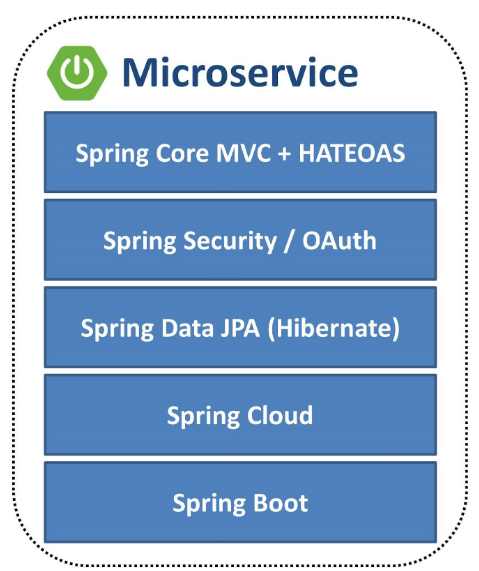 Microservice
Spring Core MVC + HATEOAS
Spring Security / OAuth
Spring Data JPA (Hibernate)
Spring Cloud
Spring Boot